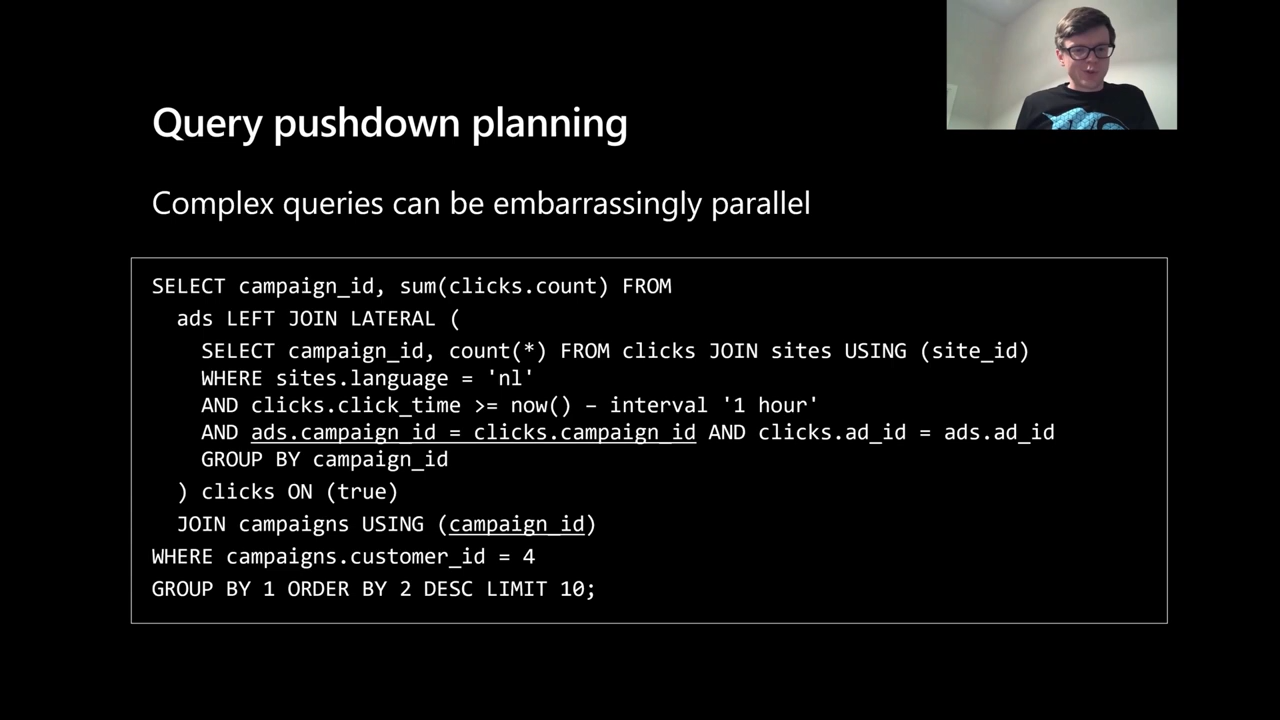 Query pushdown planning
Complex queries can be embarrassingly parallel
SELECT campaign_id, sum(clicks.count) FROM
ads LEFT JOIN LATERAL (
SELECT campaign_id, count(*) FROM clicks JOIN sites USING (site_id)
WHERE sites.language = 'nl'
AND clicks.click_time >= now() – interval '1 hour'
AND ads.campaign_id = clicks.campaign_id AND clicks.ad_id = ads.ad_id
GROUP BY campaign_id
) clicks ON (true)
JOIN campaigns USING (campaign_id)
WHERE campaigns.customer_id = 4
GROUP BY 1 ORDER BY 2 DESC LIMIT 10;